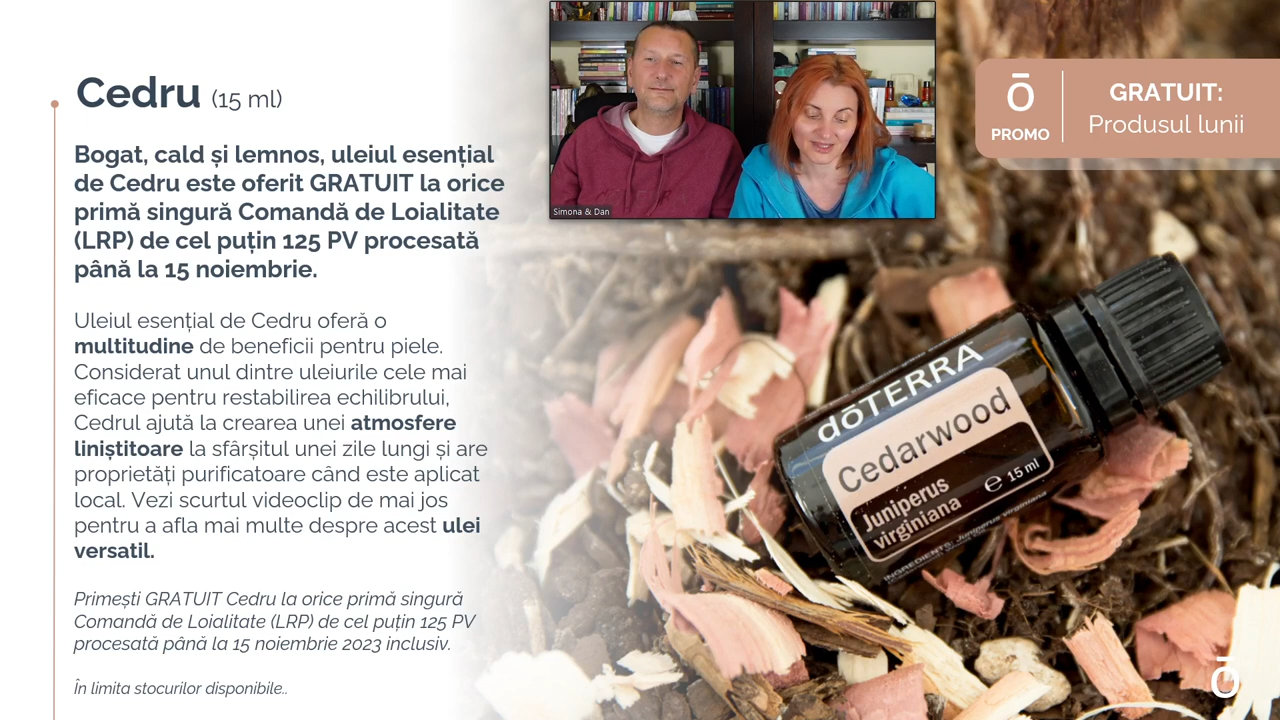 Cedru (15 ml)
Bogat, cald și lemnos, uleiul esențial
de Cedru este oferit GRATUIT la orice
primă singură Comandă de Loialitate
(LRP) de cel puțin 125 PV procesată
până la 15 noiembrie.
Uleiul esențial de Cedru oferă o
multitudine de beneficii pentru piele.
Considerat unul dintre uleiurile cele mai
eficace pentru restabilirea echilibrului,
Cedrul ajută la crearea unei atmosfere
liniștitoare la sfârșitul unei zile lungi și are
proprietăți purificatoare când este aplicat
local. Vezi scurtul videoclip de mai jos
pentru a afla mai multe despre acest ulei
versatil.
Primești GRATUIT Cedru la orice primă singură
Comandă de Loialitate (LRP) de cel puțin 125 PV
procesată până la 15 noiembrie 2023 inclusiv.
În limita stocurilor disponibile..
Simona & Dan
ō
PROMO
GRATUIT:
Produsul lunii
dōTERRA
Cedarwood
Juniperus
virginiana
℮ 15 ml
INGREDIENTS: Juniperus virginiana
ō